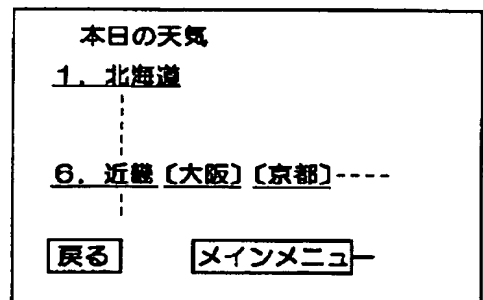 本日の天気
1. 北海道
6. 近畿 〔大阪〕 〔京都〕
戻る メインメニュー